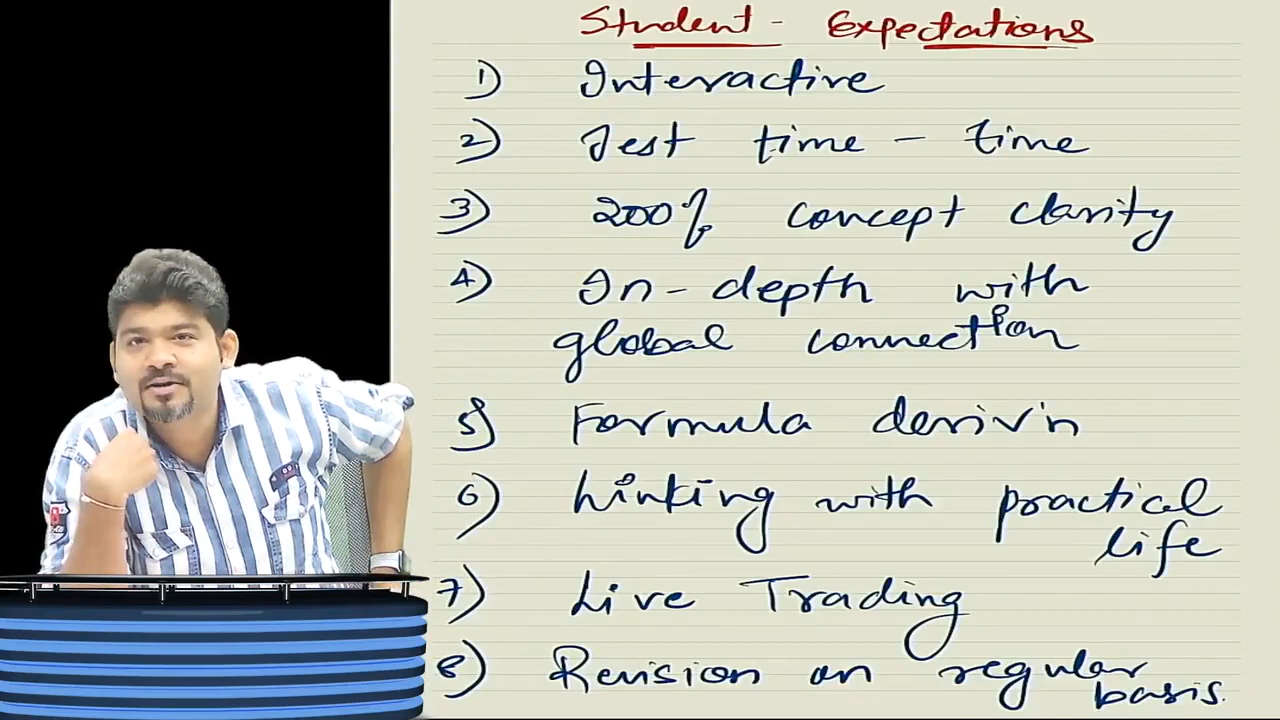 Student - Expectations
1) Interactive
2) Test time - time
3) 200% concept clarity
4) In-depth with
global connection
5) Formula deriv'n
6) Linking with practical
life
7) Live Trading
8) Revision on regular
basis.